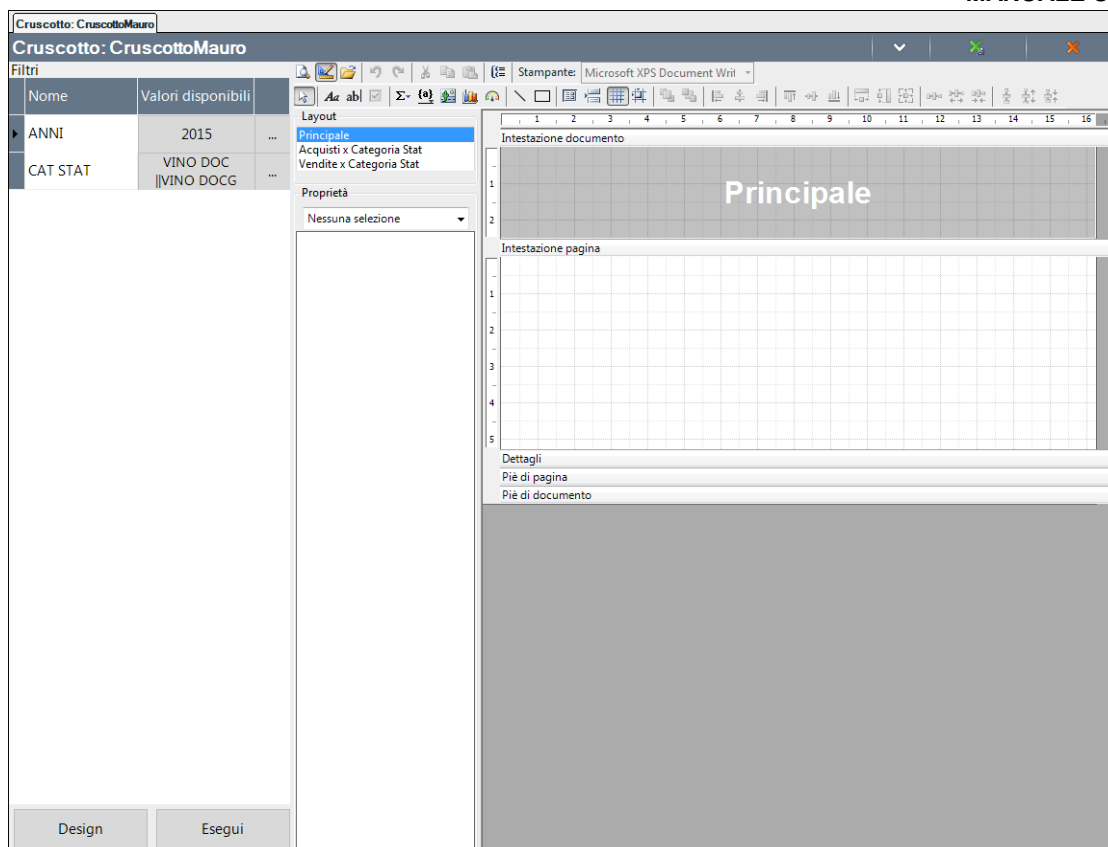 Cruscotto: CruscottoMauro
Cruscotto: CruscottoMauro
Filtri
Nome Valori disponibili
ANNI 2015 ...
CAT STAT VINO DOC ||VINO DOCG ...
Design Esegui
Stampante: Microsoft XPS Document Writ
Aa ab| Σ {a}
Layout
Principale
Acquisti x Categoria Stat
Vendite x Categoria Stat
Proprietà
Nessuna selezione
1 2 3 4 5 6 7 8 9 10 11 12 13 14 15 16
Intestazione documento
1
Principale
2
Intestazione pagina
1
2
3
4
5
Dettagli
Piè di pagina
Piè di documento